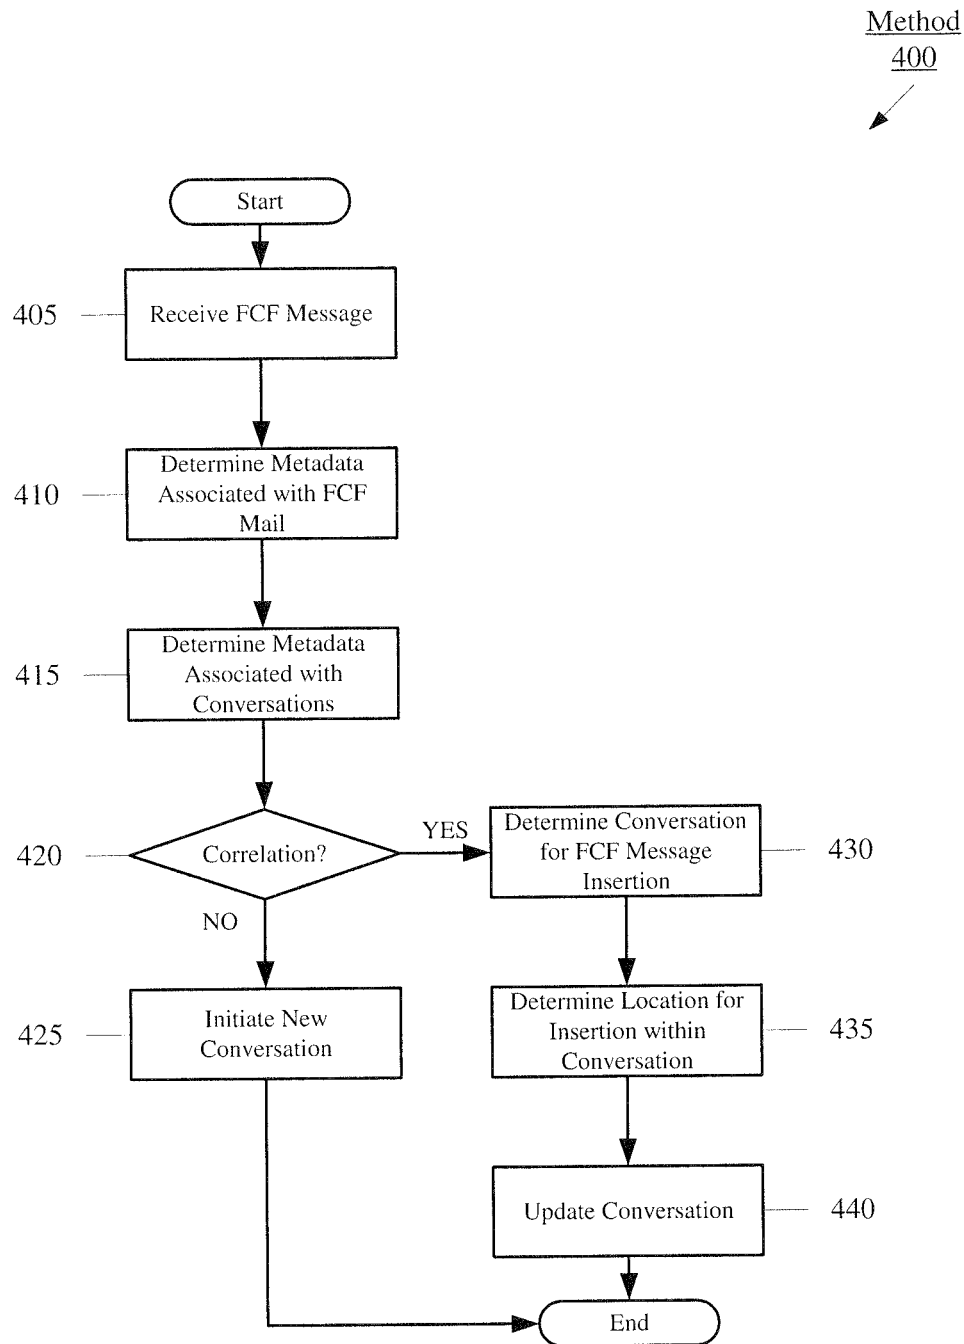 Method
400
Start
405
Receive FCF Message
410
Determine Metadata
Associated with FCF
Mail
415
Determine Metadata
Associated with
Conversations
420
Correlation?
YES
NO
Determine Conversation
for FCF Message
Insertion
430
425
Initiate New
Conversation
Determine Location for
Insertion within
Conversation
435
Update Conversation
440
End